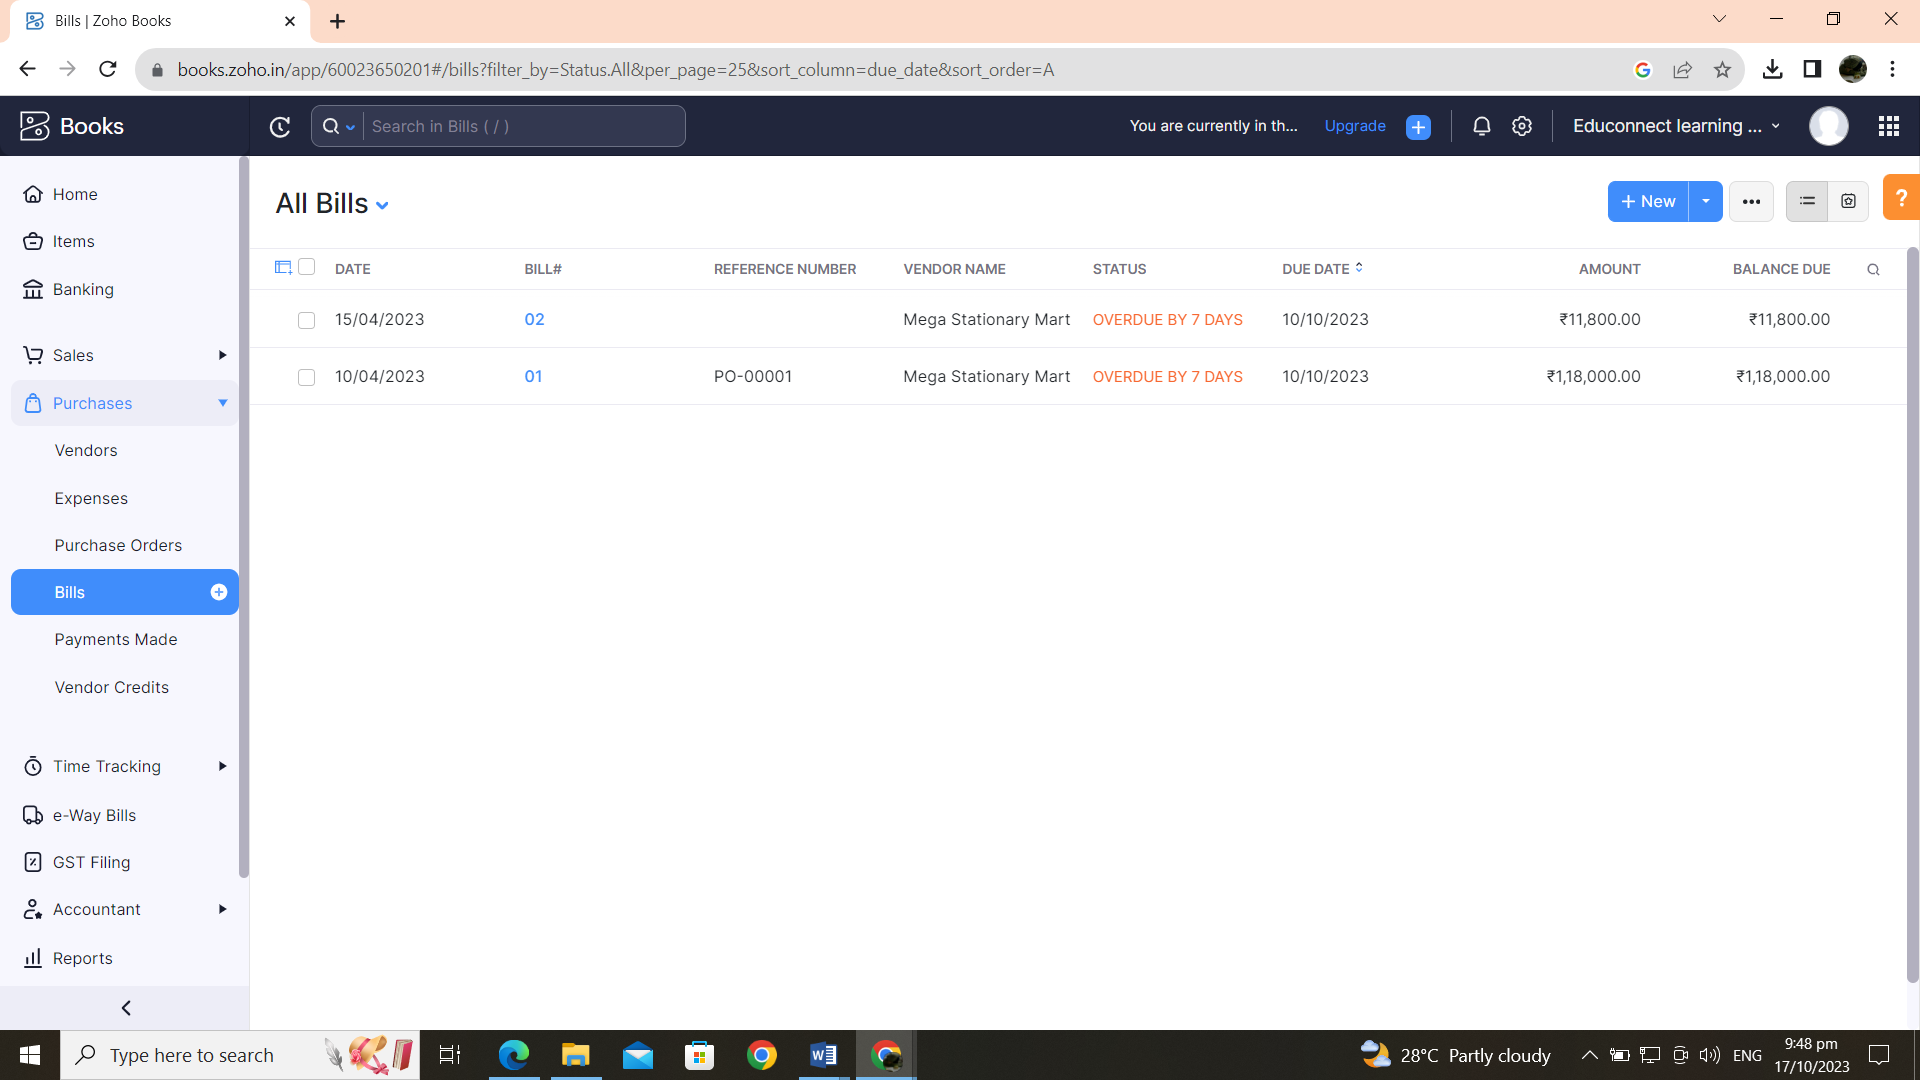 Bills | Zoho Books
books.zoho.in/app/60023650201#/bills?filter_by=Status.All&per_page=25&sort_column=due_date&sort_order=A
Books
Search in Bills ( / )
You are currently in th...
Upgrade
Educonnect learning ...
Home
Items
Banking
Sales
Purchases
Vendors
Expenses
Purchase Orders
Bills
Payments Made
Vendor Credits
Time Tracking
e-Way Bills
GST Filing
Accountant
Reports
All Bills
+ New
?
DATE BILL# REFERENCE NUMBER VENDOR NAME STATUS DUE DATE AMOUNT BALANCE DUE
15/04/2023 02 Mega Stationary Mart OVERDUE BY 7 DAYS 10/10/2023 ₹11,800.00 ₹11,800.00
10/04/2023 01 PO-00001 Mega Stationary Mart OVERDUE BY 7 DAYS 10/10/2023 ₹1,18,000.00 ₹1,18,000.00
Type here to search
28°C Partly cloudy
ENG
9:48 pm
17/10/2023